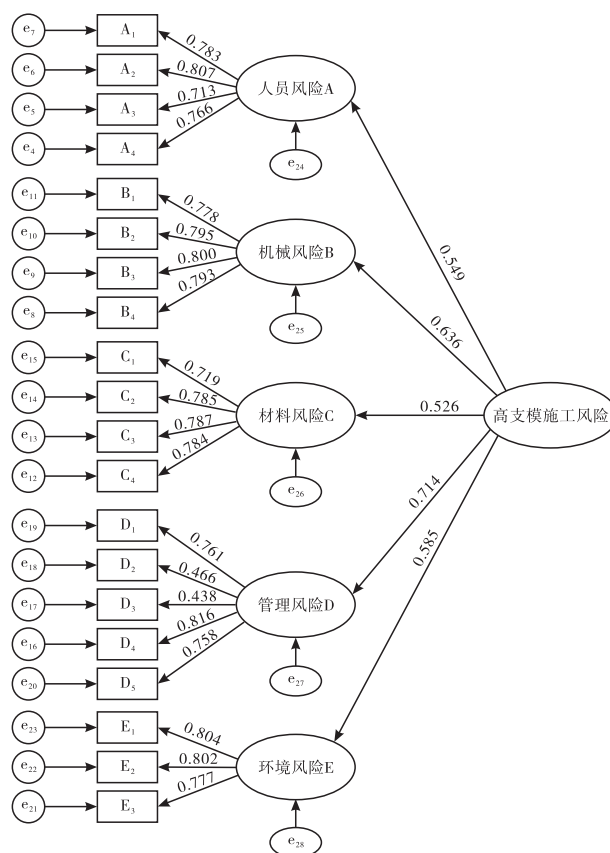 e₇ A₁
e₆ A₂
e₅ A₃
e₄ A₄
0.783
0.807
0.713
0.766
人员风险A
e₂₄
e₁₁ B₁
e₁₀ B₂
e₉ B₃
e₈ B₄
0.778
0.795
0.800
0.793
机械风险B
e₂₅
e₁₅ C₁
e₁₄ C₂
e₁₃ C₃
e₁₂ C₄
0.719
0.785
0.787
0.784
材料风险C
e₂₆
e₁₉ D₁
e₁₈ D₂
e₁₇ D₃
e₁₆ D₄
e₂₀ D₅
0.761
0.466
0.438
0.816
0.758
管理风险D
e₂₇
e₂₃ E₁
e₂₂ E₂
e₂₁ E₃
0.804
0.802
0.777
环境风险E
e₂₈
0.549
0.636
0.526
0.714
0.585
高支模施工风险